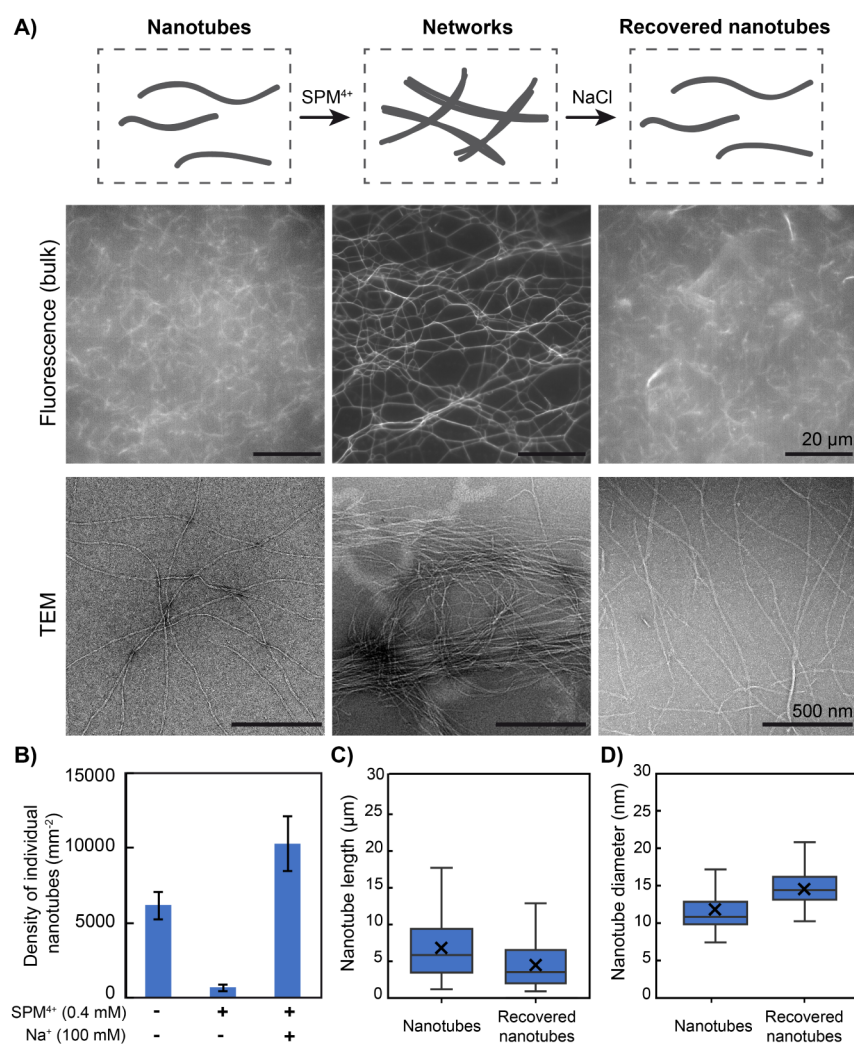 A)
Nanotubes
Networks
Recovered nanotubes
SPM⁴⁺
NaCl
Fluorescence (bulk)
20 µm
TEM
500 nm
B)
Density of individual
nanotubes (mm⁻²)
15000
10000
5000
0
SPM⁴⁺ (0.4 mM) - + +
Na⁺ (100 mM) - - +
C)
Nanotube length (µm)
30
25
20
15
10
5
0
Nanotubes
Recovered
nanotubes
D)
Nanotube diameter (nm)
30
25
20
15
10
5
0
Nanotubes
Recovered
nanotubes